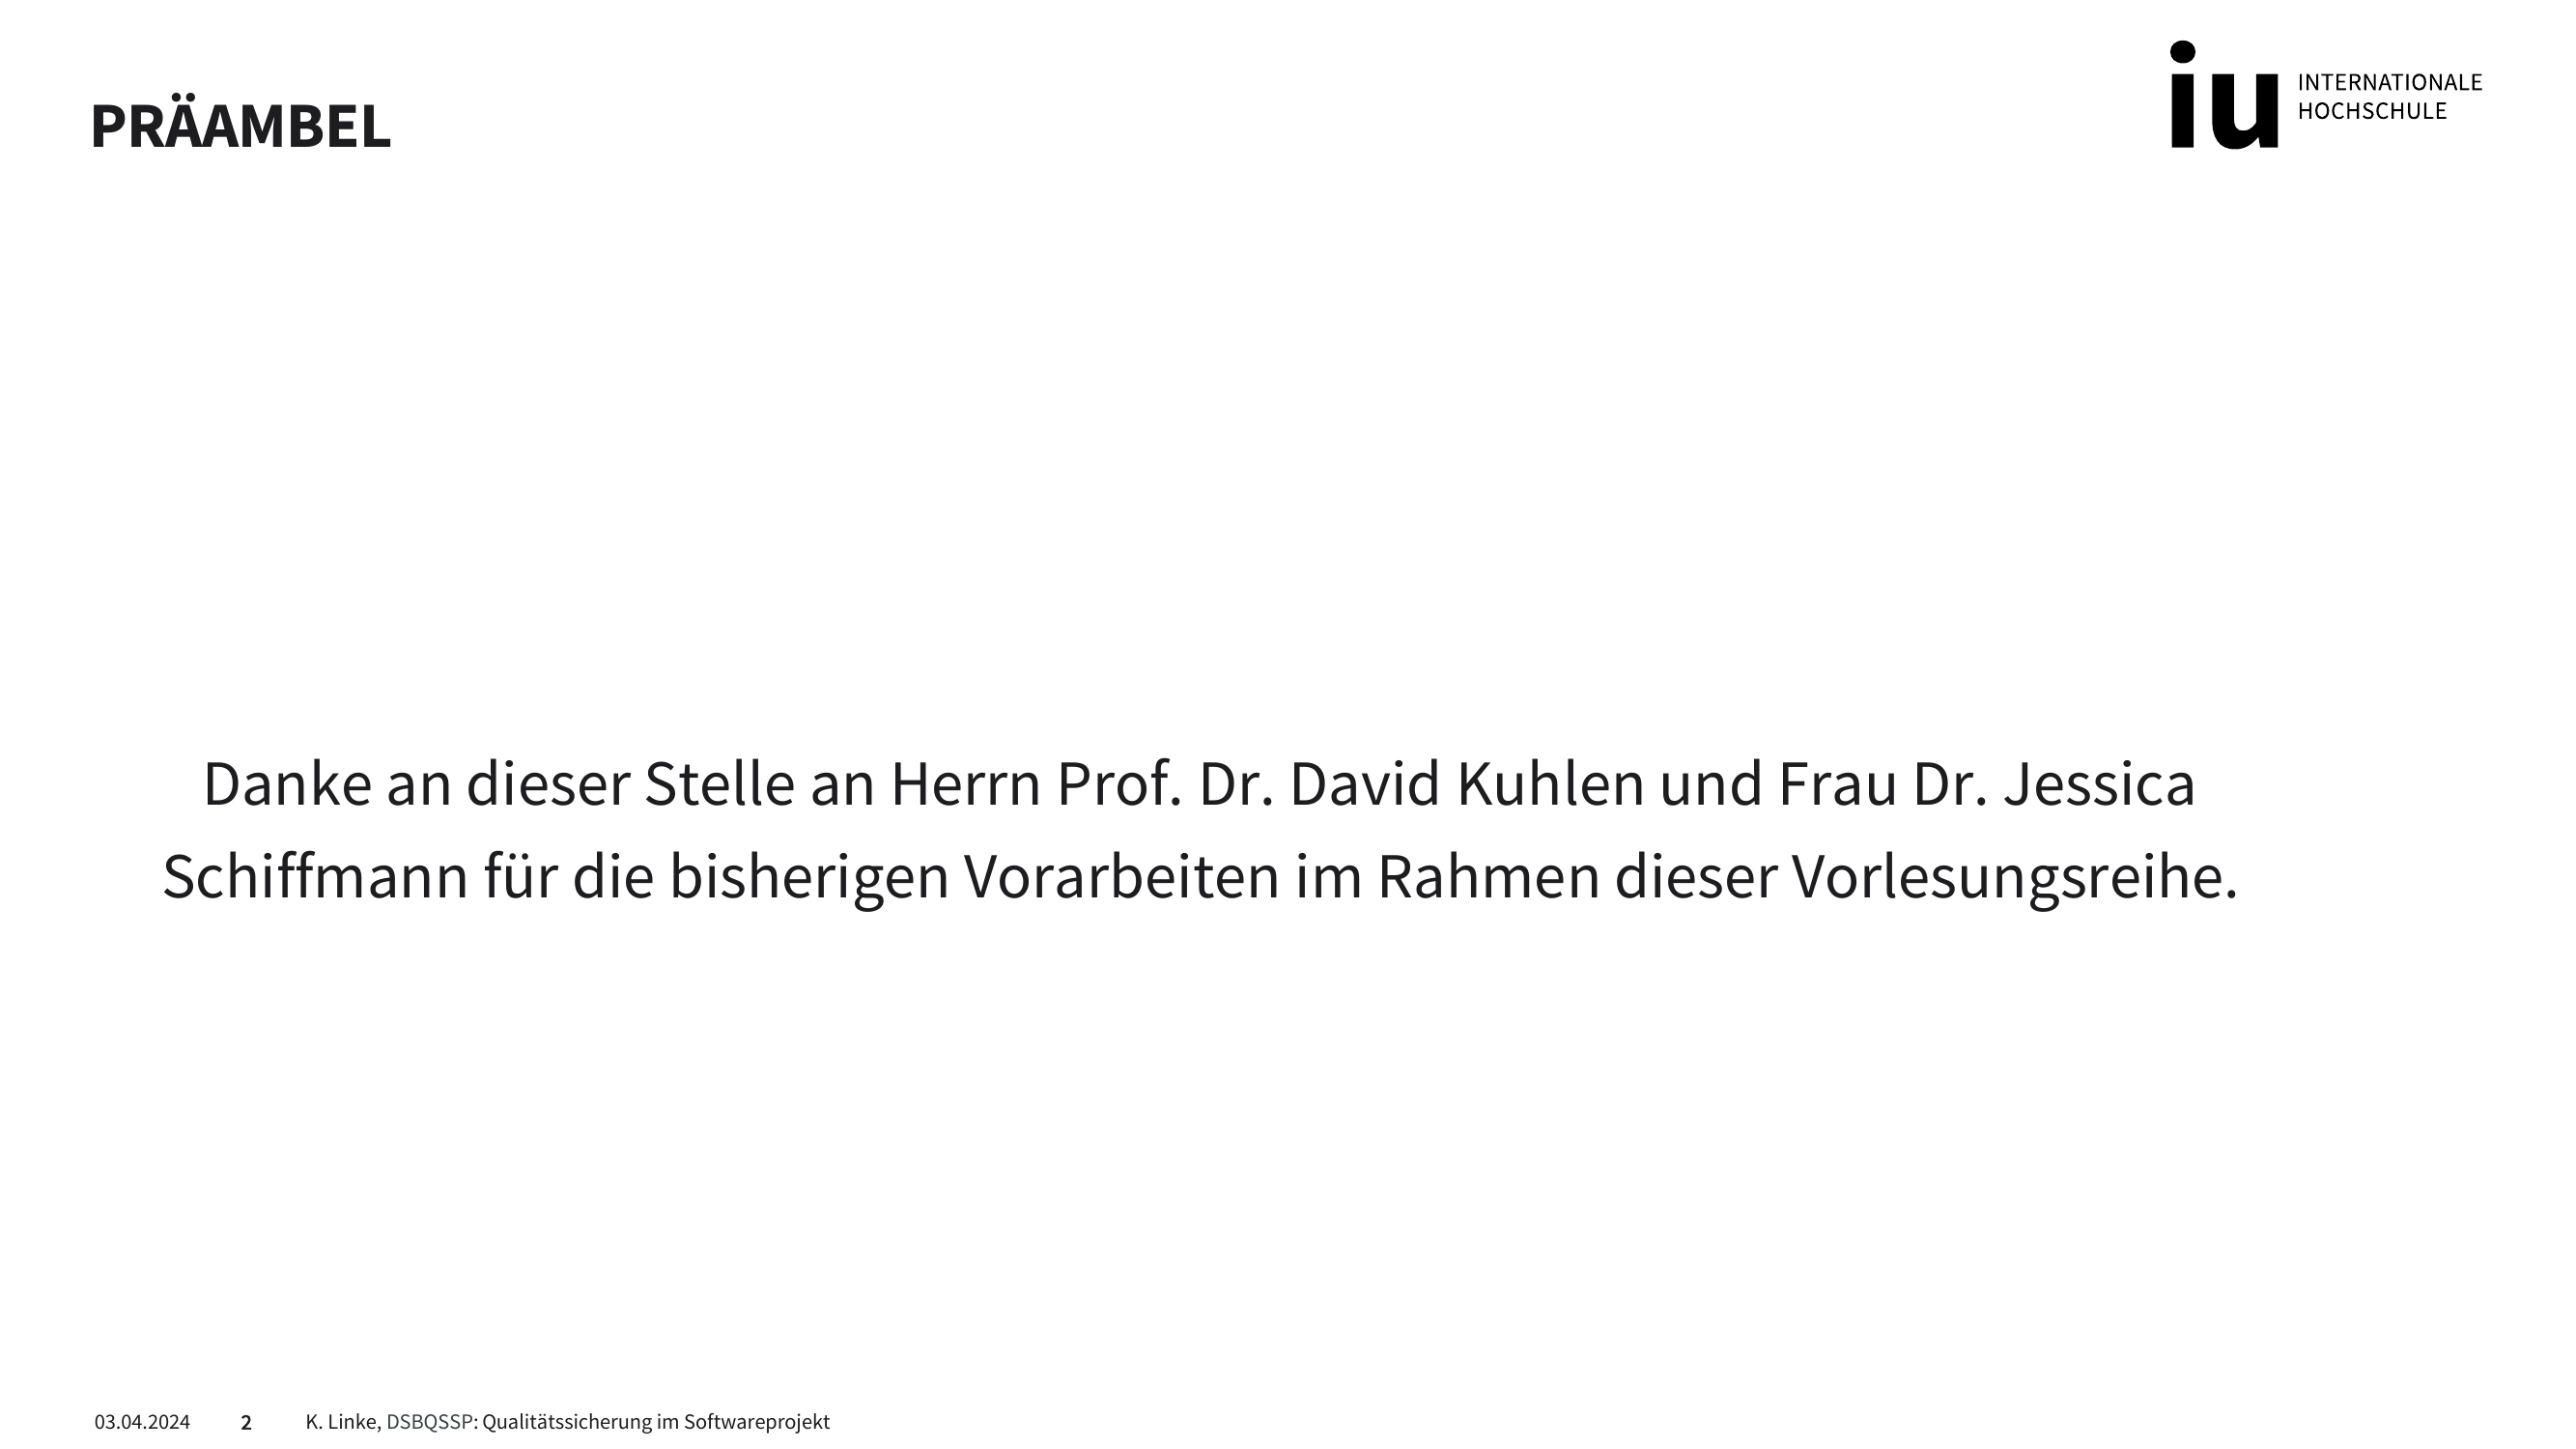 PRÄAMBEL
iu INTERNATIONALE
HOCHSCHULE
Danke an dieser Stelle an Herrn Prof. Dr. David Kuhlen und Frau Dr. Jessica
Schiffmann für die bisherigen Vorarbeiten im Rahmen dieser Vorlesungsreihe.
03.04.2024 2 K. Linke, DSBQSSP: Qualitätssicherung im Softwareprojekt